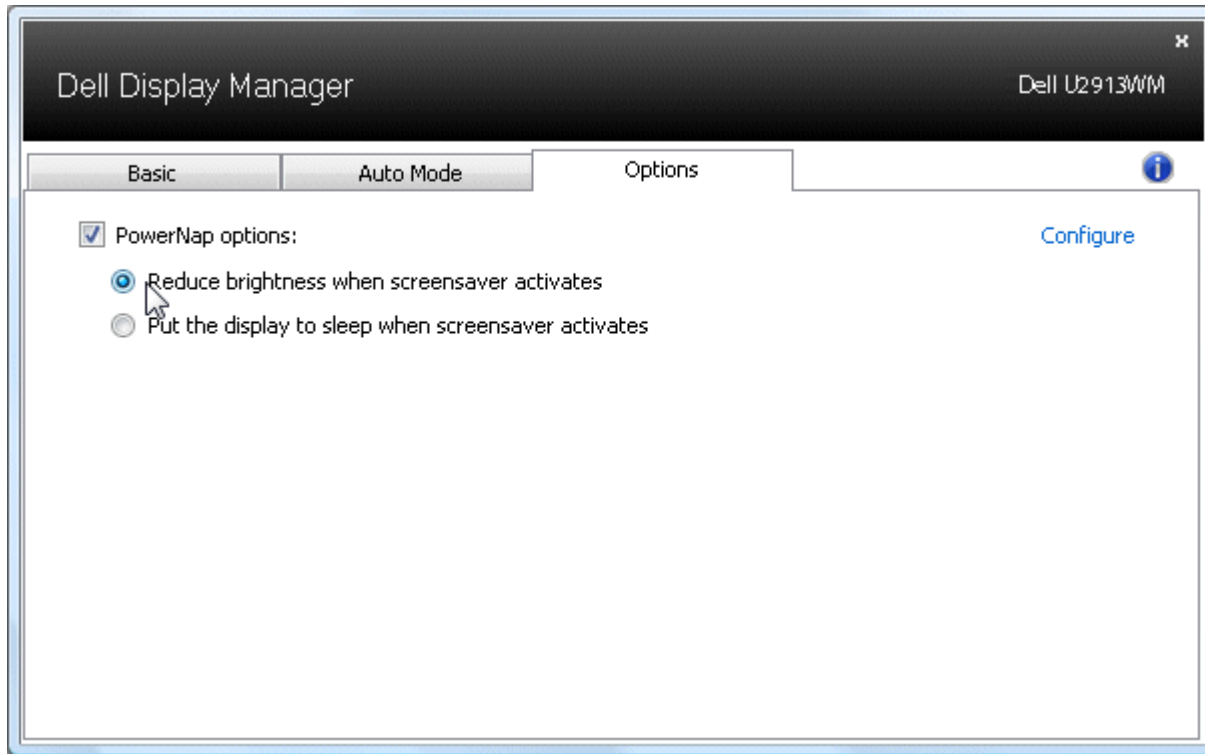 x
Dell Display Manager
Dell U2913WM
Basic
Auto Mode
Options
i
PowerNap options:
Configure
Reduce brightness when screensaver activates
Put the display to sleep when screensaver activates